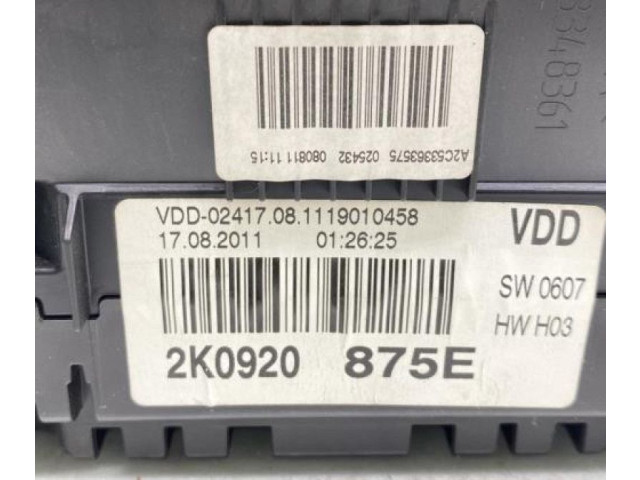 A2C53363575 025432 080811 11:15
VDD-02417.08.1119010458
17.08.2011 01:26:25
VDD
SW 0607
HW H03
2K0920 875E